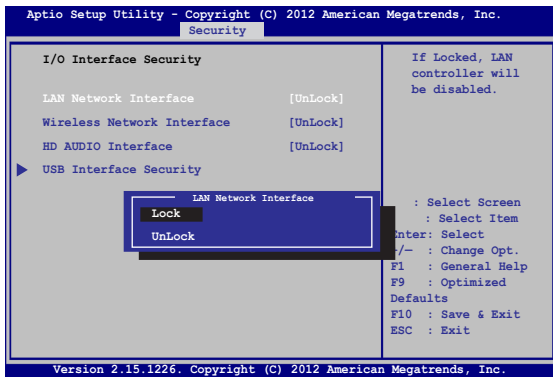 Aptio Setup Utility - Copyright (C) 2012 American Megatrends, Inc.
Security
I/O Interface Security
LAN Network Interface [UnLock]
Wireless Network Interface [UnLock]
HD AUDIO Interface [UnLock]
USB Interface Security
LAN Network Interface
Lock
UnLock
If Locked, LAN
controller will
be disabled.
: Select Screen
: Select Item
Enter: Select
+/— : Change Opt.
F1 : General Help
F9 : Optimized
Defaults
F10 : Save & Exit
ESC : Exit
Version 2.15.1226. Copyright (C) 2012 American Megatrends, Inc.